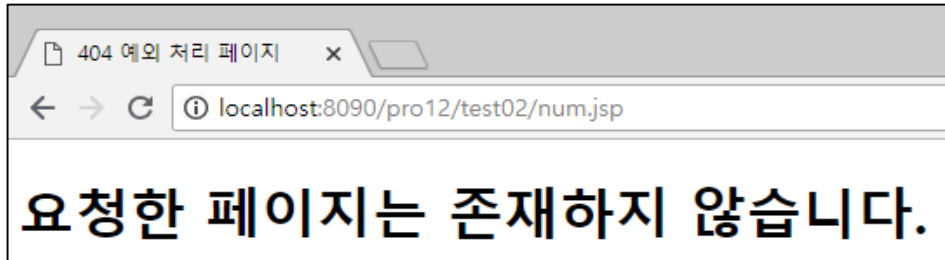 404 예외 처리 페이지
localhost:8090/pro12/test02/num.jsp
요청한 페이지는 존재하지 않습니다.